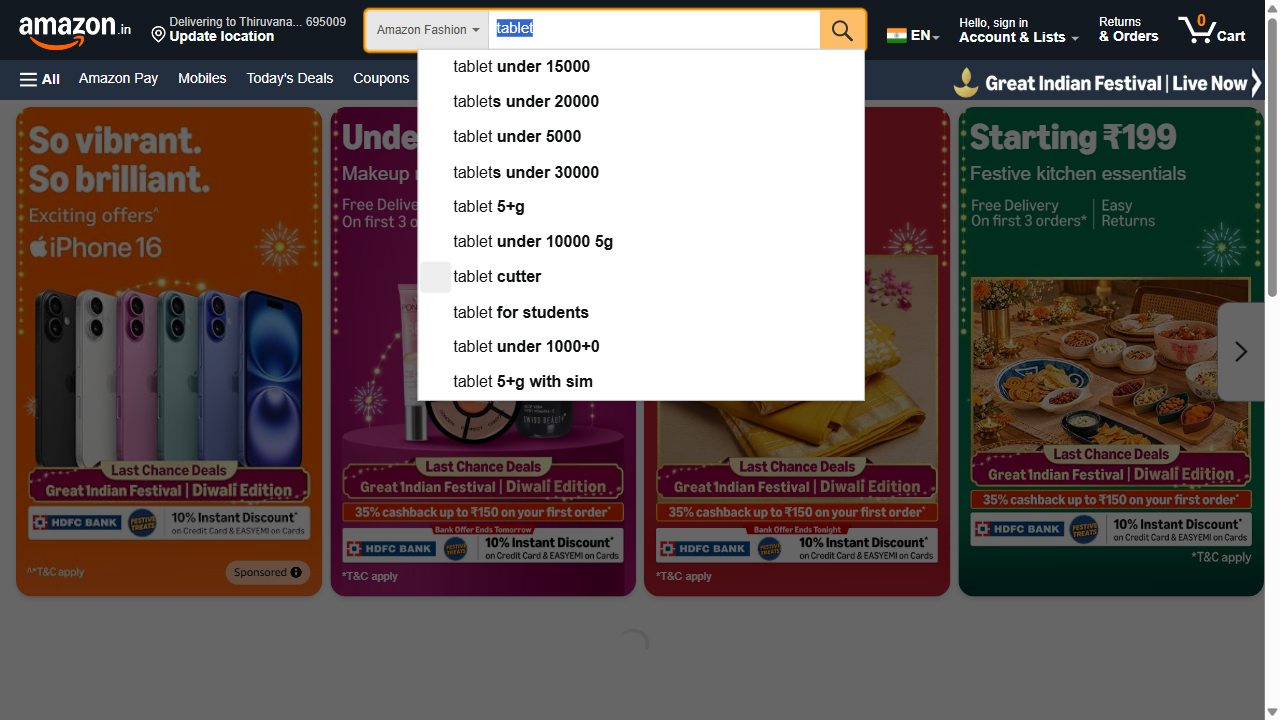 amazon.in
Delivering to Thiruvana... 695009
Update location
Amazon Fashion
tablet
EN
Hello, sign in
Account & Lists
Returns
& Orders
0
Cart
All
Amazon Pay
Mobiles
Today's Deals
Coupons
Great Indian Festival | Live Now
tablet under 15000
tablets under 20000
tablet under 5000
tablets under 30000
tablet 5+g
tablet under 10000 5g
tablet cutter
tablet for students
tablet under 1000+0
tablet 5+g with sim
So vibrant.
So brilliant.
Exciting offers^
iPhone 16
Last Chance Deals
Great Indian Festival | Diwali Edition
HDFC BANK
FESTIVE TREATS
10% Instant Discount*
on Credit Card & EASYEMI on Cards
^*T&C apply
Sponsored
Makeup
Free
On first 3
SWISS BEAUTY
Last Chance Deals
Great Indian Festival | Diwali Edition
35% cashback up to ₹150 on your first order*
Bank Offer Ends Tomorrow
HDFC BANK
FESTIVE TREATS
10% Instant Discount*
on Credit Card & EASYEMI on Cards
*T&C apply
Last Chance Deals
Great Indian Festival | Diwali Edition
35% cashback up to ₹150 on your first order*
Bank Offer Ends Tonight
HDFC BANK
FESTIVE TREATS
10% Instant Discount*
on Credit Card & EASYEMI on Cards
*T&C apply
Starting ₹199
Festive kitchen essentials
Free Delivery
On first 3 orders*
Easy
Returns
Last Chance Deals
Great Indian Festival | Diwali Edition
35% cashback up to ₹150 on your first order*
HDFC BANK
FESTIVE TREATS
10% Instant Discount*
on Credit Card & EASYEMI on Cards
*T&C apply